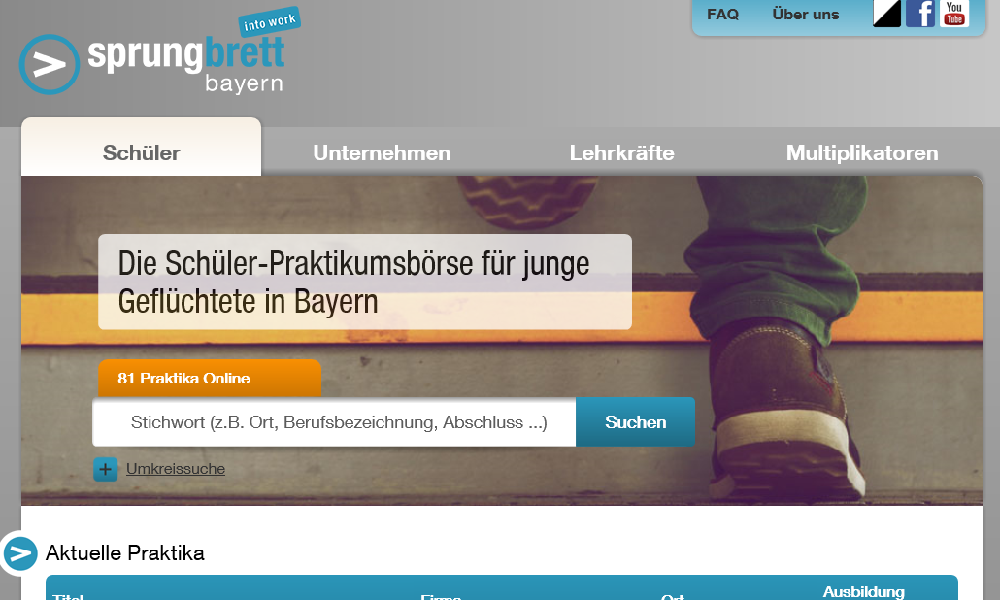 FAQ Über uns
You
Tube
into work
sprungbrett
bayern
Schüler Unternehmen Lehrkräfte Multiplikatoren
Die Schüler-Praktikumsbörse für junge
Geflüchtete in Bayern
81 Praktika Online
Stichwort (z.B. Ort, Berufsbezeichnung, Abschluss ...) Suchen
Umkreissuche
Aktuelle Praktika
Titel Firma Ort Ausbildung